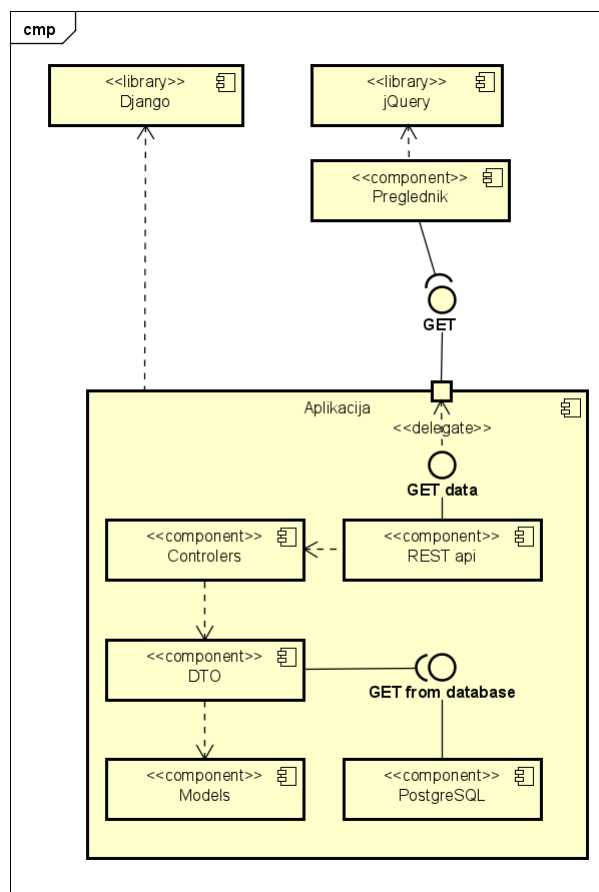 cmp
<<library>>
Django
<<library>>
jQuery
<<component>>
Preglednik
GET
Aplikacija
<<delegate>>
GET data
<<component>>
Controlers
<<component>>
REST api
<<component>>
DTO
GET from database
<<component>>
Models
<<component>>
PostgreSQL